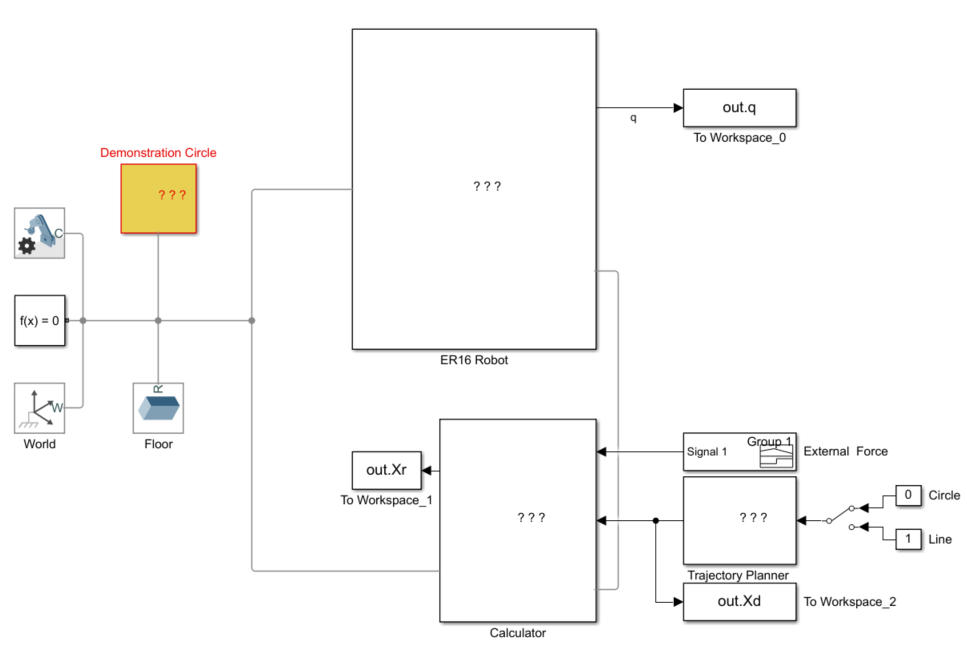 ? ? ?
out.q
q
To Workspace_0
Demonstration Circle
? ? ?
C
f(x) = 0
ER16 Robot
W
World
R
Floor
out.Xr
To Workspace_1
? ? ?
Calculator
Signal 1
Group 1
External Force
? ? ?
Trajectory Planner
0
Circle
1
Line
out.Xd
To Workspace_2